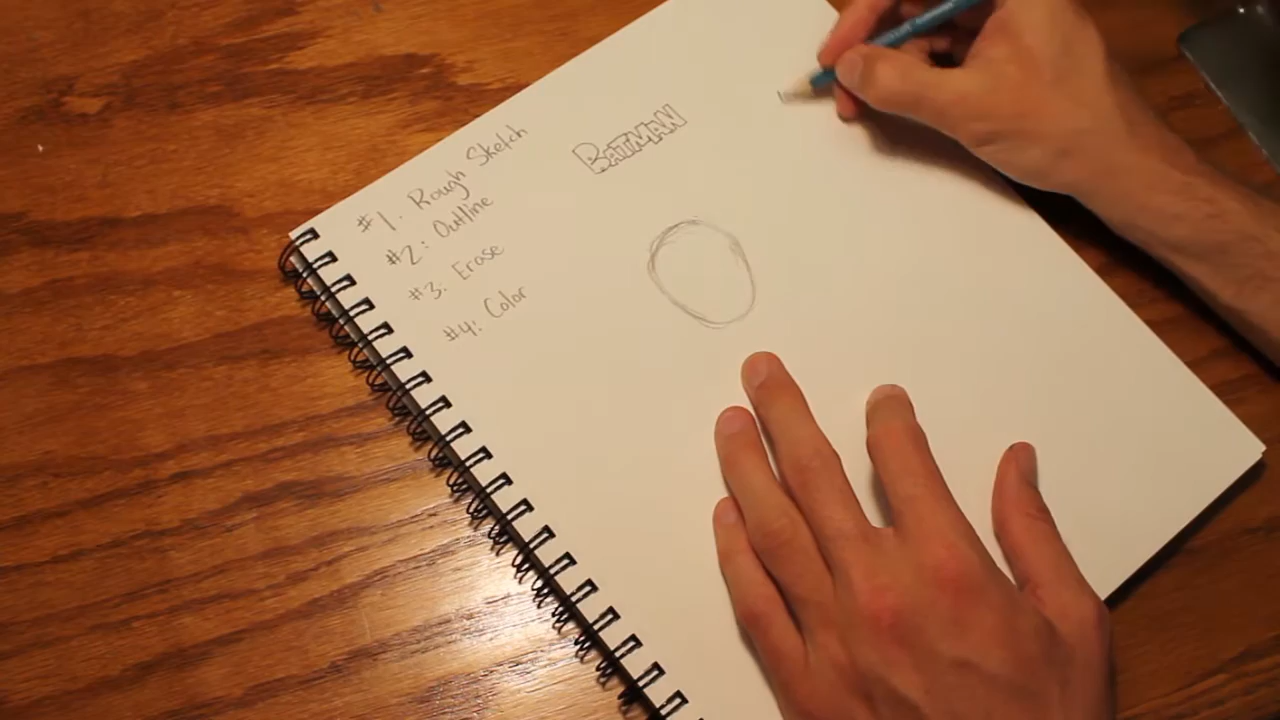 BATMAN
#1. Rough Sketch
#2: Outline
#3: Erase
#4: Color